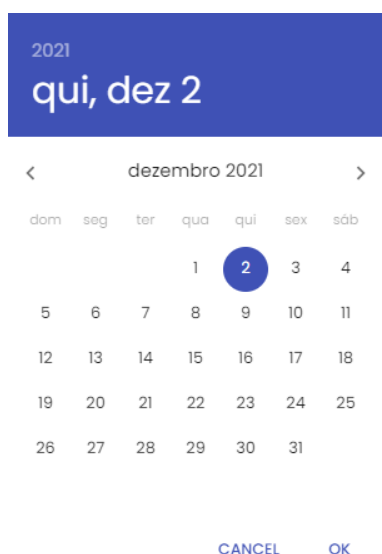 2021
qui, dez 2
dezembro 2021
dom seg ter qua qui sex sáb
1 2 3 4
5 6 7 8 9 10 11
12 13 14 15 16 17 18
19 20 21 22 23 24 25
26 27 28 29 30 31
CANCEL OK